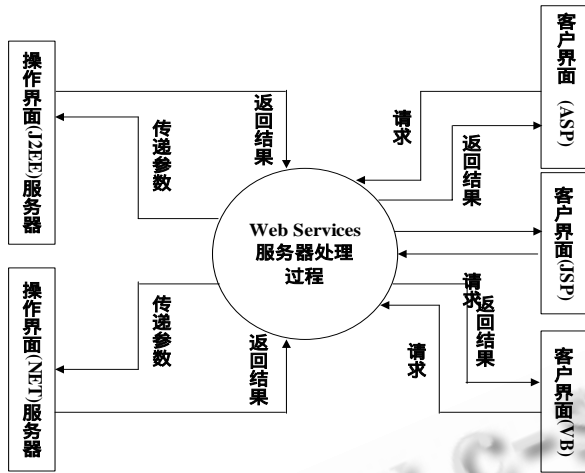 操作界面(J2EE)服务器
返回结果
传递参数
请求
返回结果
客户界面(ASP)
Web Services
服务器处理
过程
客户界面(JSP)
操作界面(NET)服务器
传递参数
返回结果
请求
返回结果
请求
客户界面(VB)